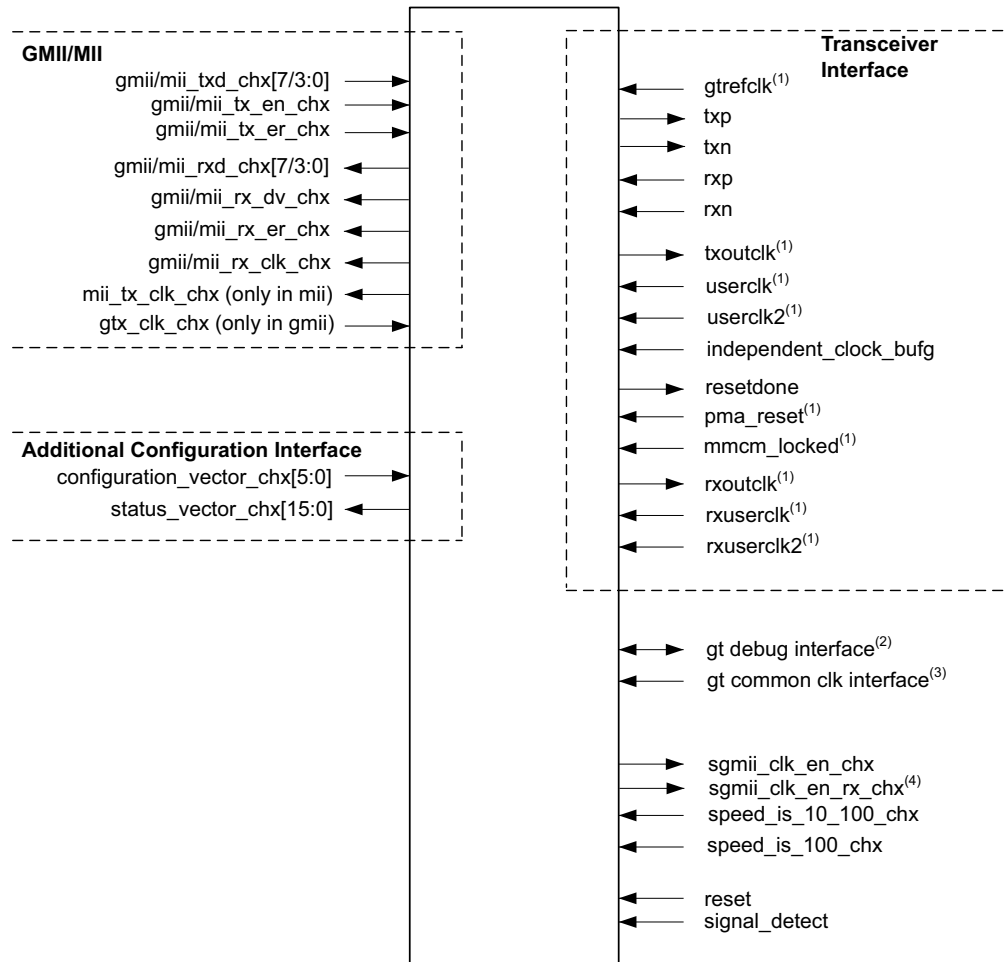 GMII/MII
gmii/mii_txd_chx[7/3:0]
gmii/mii_tx_en_chx
gmii/mii_tx_er_chx
gmii/mii_rxd_chx[7/3:0]
gmii/mii_rx_dv_chx
gmii/mii_rx_er_chx
gmii/mii_rx_clk_chx
mii_tx_clk_chx (only in mii)
gtx_clk_chx (only in gmii)
Additional Configuration Interface
configuration_vector_chx[5:0]
status_vector_chx[15:0]
Transceiver
Interface
gtrefclk(1)
txp
txn
rxp
rxn
txoutclk(1)
userclk(1)
userclk2(1)
independent_clock_bufg
resetdone
pma_reset(1)
mmcm_locked(1)
rxoutclk(1)
rxuserclk(1)
rxuserclk2(1)
gt debug interface(2)
gt common clk interface(3)
sgmii_clk_en_chx
sgmii_clk_en_rx_chx(4)
speed_is_10_100_chx
speed_is_100_chx
reset
signal_detect